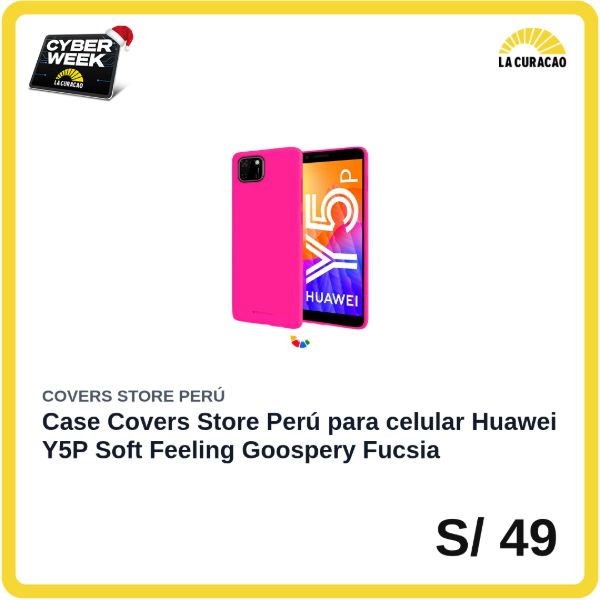 CYBER
WEEK
LA CURACAO
LA CURACAO
Y5P
HUAWEI
COVERS STORE PERÚ
Case Covers Store Perú para celular Huawei
Y5P Soft Feeling Goospery Fucsia
S/ 49